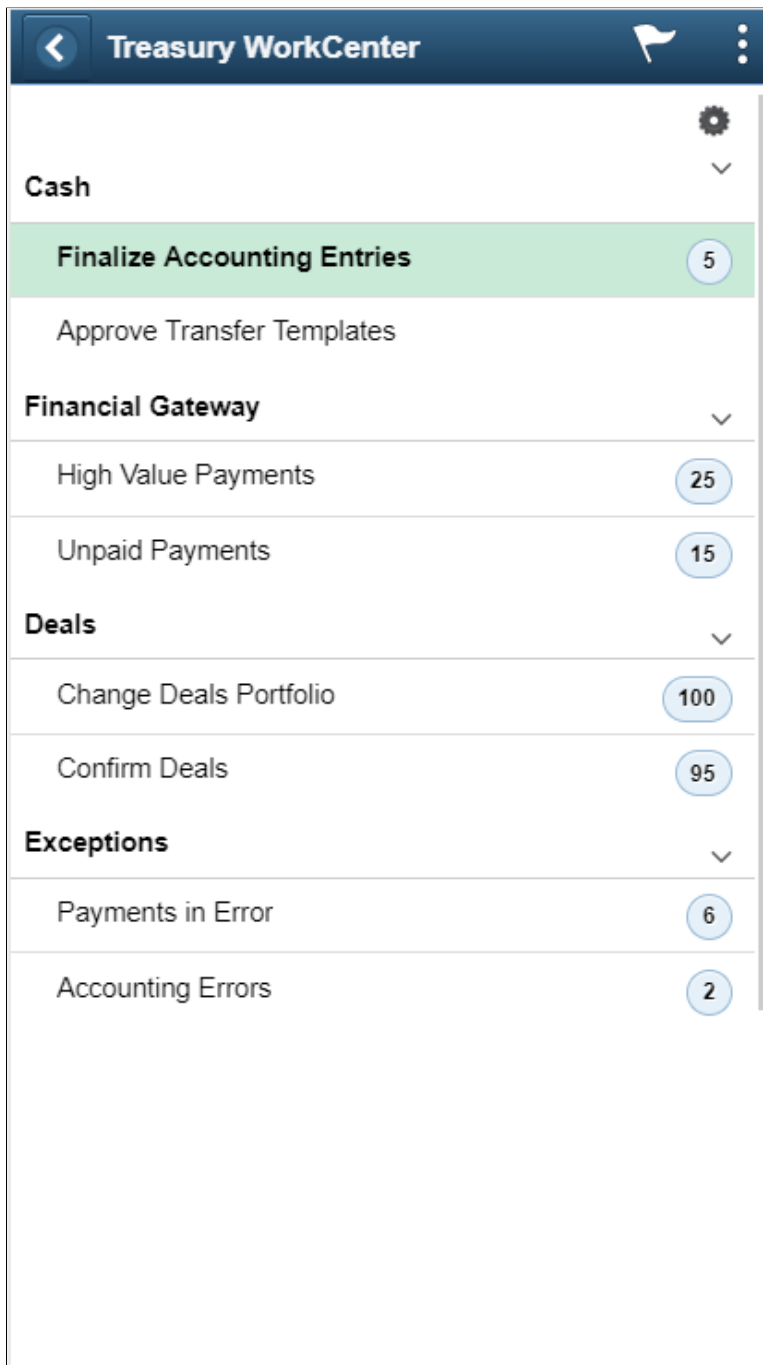 Treasury WorkCenter
Cash
Finalize Accounting Entries 5
Approve Transfer Templates
Financial Gateway
High Value Payments 25
Unpaid Payments 15
Deals
Change Deals Portfolio 100
Confirm Deals 95
Exceptions
Payments in Error 6
Accounting Errors 2